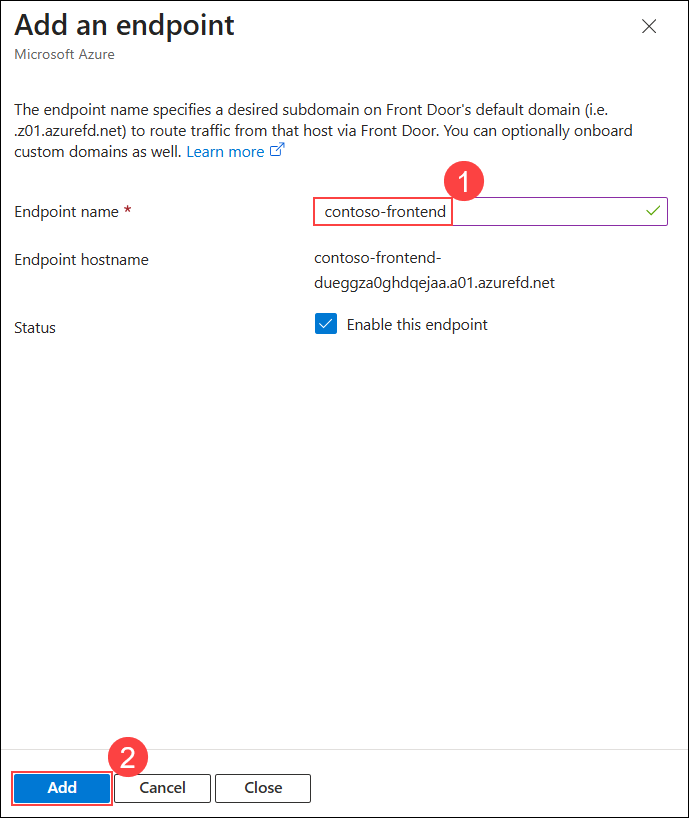 Add an endpoint
Microsoft Azure
The endpoint name specifies a desired subdomain on Front Door's default domain (i.e.
.z01.azurefd.net) to route traffic from that host via Front Door. You can optionally onboard
custom domains as well. Learn more
1
Endpoint name * contoso-frontend
Endpoint hostname contoso-frontend-
dueggza0ghdqejaa.a01.azurefd.net
Status Enable this endpoint
2
Add Cancel Close